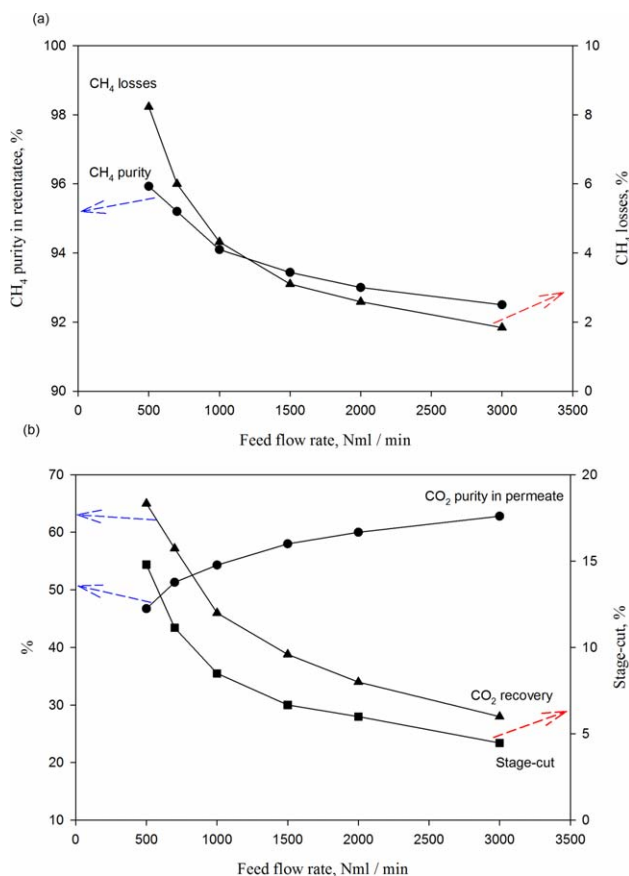 (a)
100
98
96
94
92
90
CH₄ purity in retentatee, %
CH₄ losses
CH₄ purity
10
8
6
4
2
0
CH₄ losses, %
0 500 1000 1500 2000 2500 3000 3500
Feed flow rate, Nml / min
(b)
70
60
50
40
30
20
10
%
CO₂ purity in permeate
CO₂ recovery
Stage-cut
20
15
10
5
0
Stage-cut, %
0 500 1000 1500 2000 2500 3000 3500
Feed flow rate, Nml / min